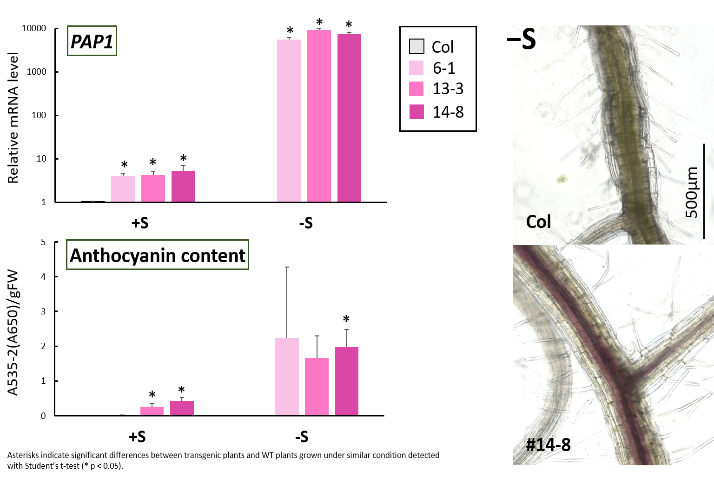 PAP1
Relative mRNA level
10000
1000
100
10
1
* * *
* * *
+S
-S
Col
6-1
13-3
14-8
Anthocyanin content
A535-2(A650)/gFW
5
4
3
2
1
0
* *
*
+S
-S
Asterisks indicate significant differences between transgenic plants and WT plants grown under similar condition detected
with Student's t-test (* p < 0.05).
–S
Col
500μm
#14-8